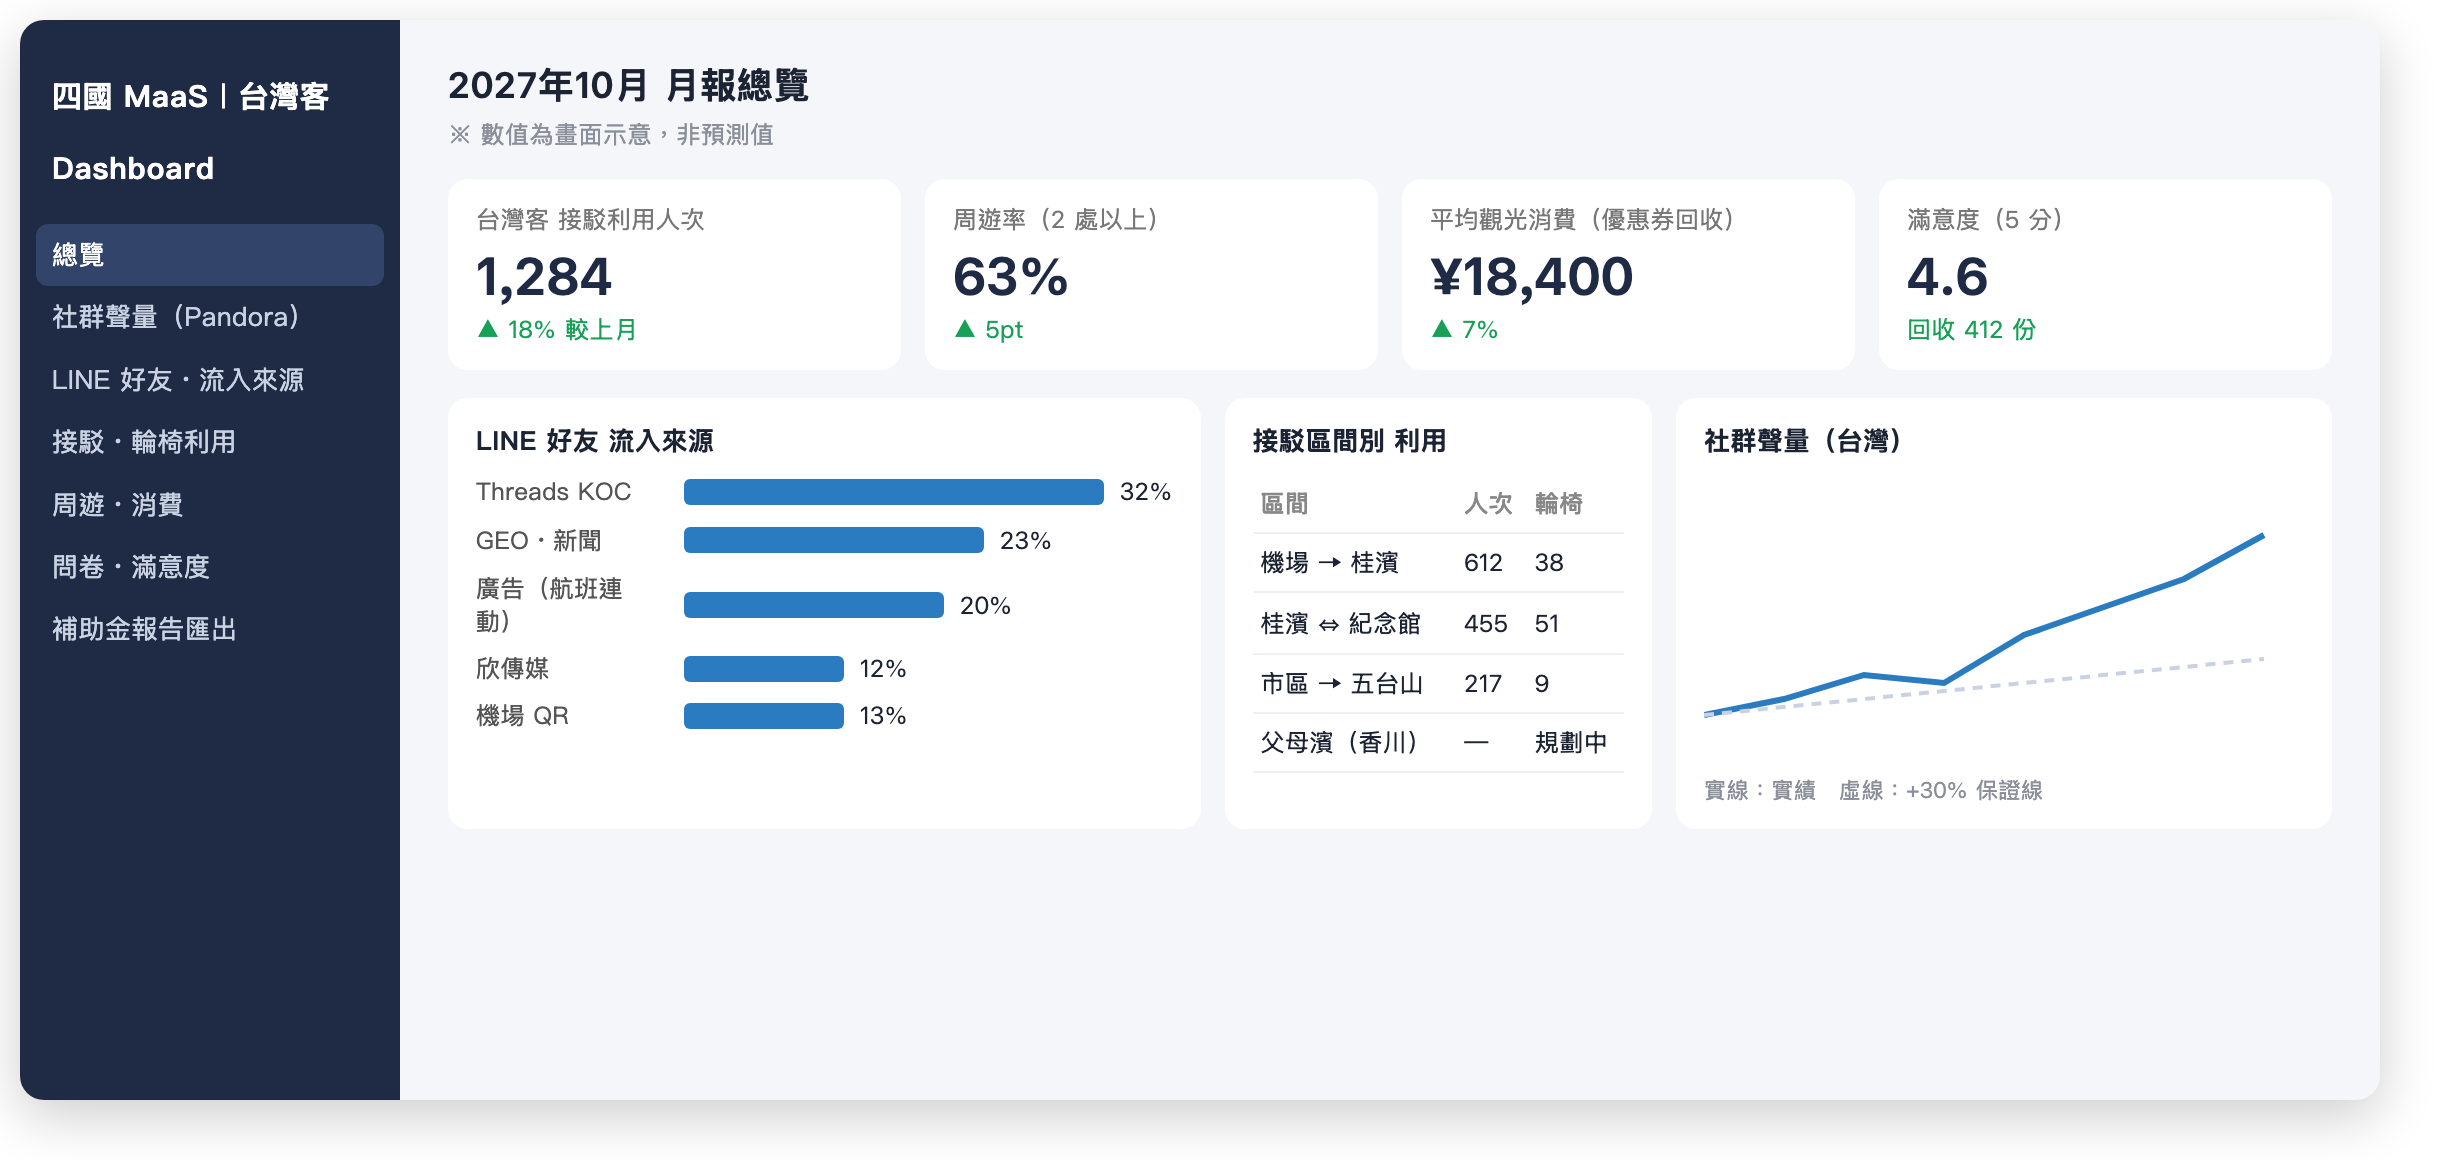 四國 MaaS｜台灣客
Dashboard
總覽
社群聲量（Pandora）
LINE 好友・流入來源
接駁・輪椅利用
周遊・消費
問卷・滿意度
補助金報告匯出
2027年10月 月報總覽
※ 數值為畫面示意，非預測值
台灣客 接駁利用人次
1,284
▲ 18% 較上月
周遊率（2 處以上）
63%
▲ 5pt
平均觀光消費（優惠券回收）
¥18,400
▲ 7%
滿意度（5 分）
4.6
回收 412 份
LINE 好友 流入來源
Threads KOC 32%
GEO・新聞 23%
廣告（航班連
動） 20%
欣傳媒 12%
機場 QR 13%
接駁區間別 利用
區間 人次 輪椅
機場 → 桂濱 612 38
桂濱 ⇔ 紀念館 455 51
市區 → 五台山 217 9
父母濱（香川） — 規劃中
社群聲量（台灣）
實線：實績　虛線：+30% 保證線